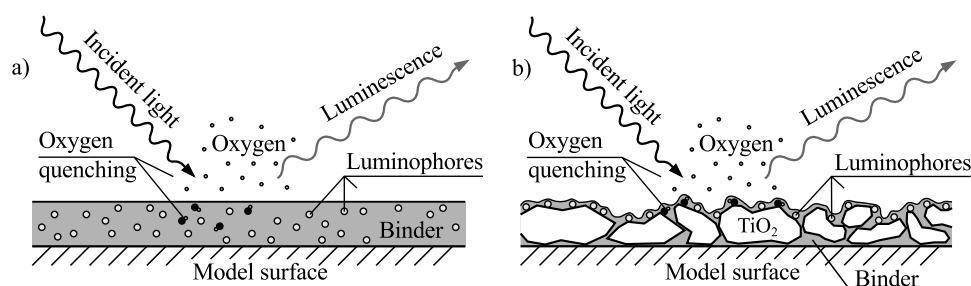 a)
Incident light
Oxygen
Luminescence
Oxygen
quenching
Luminophores
Binder
Model surface
b)
Incident light
Oxygen
Luminescence
Oxygen
quenching
Luminophores
TiO₂
Model surface
Binder